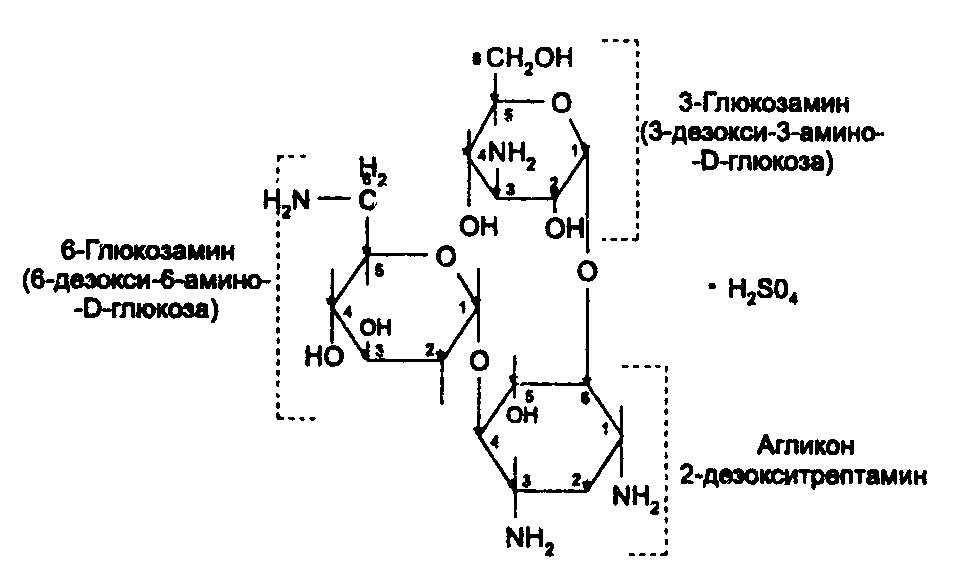 6CH2OH
O
5
4 NH2 1
3 2
OH OH
3-Глюкозамин
(3-дезокси-3-амино-
-D-глюкоза)
H2
6
H2N C
O
5
4 1
OH
HO 3 2
6-Глюкозамин
(6-дезокси-6-амино-
-D-глюкоза)
O
O
· H2SO4
5 6
OH
4 1
3 2
NH2
NH2
Агликон
2-дезокситрептамин